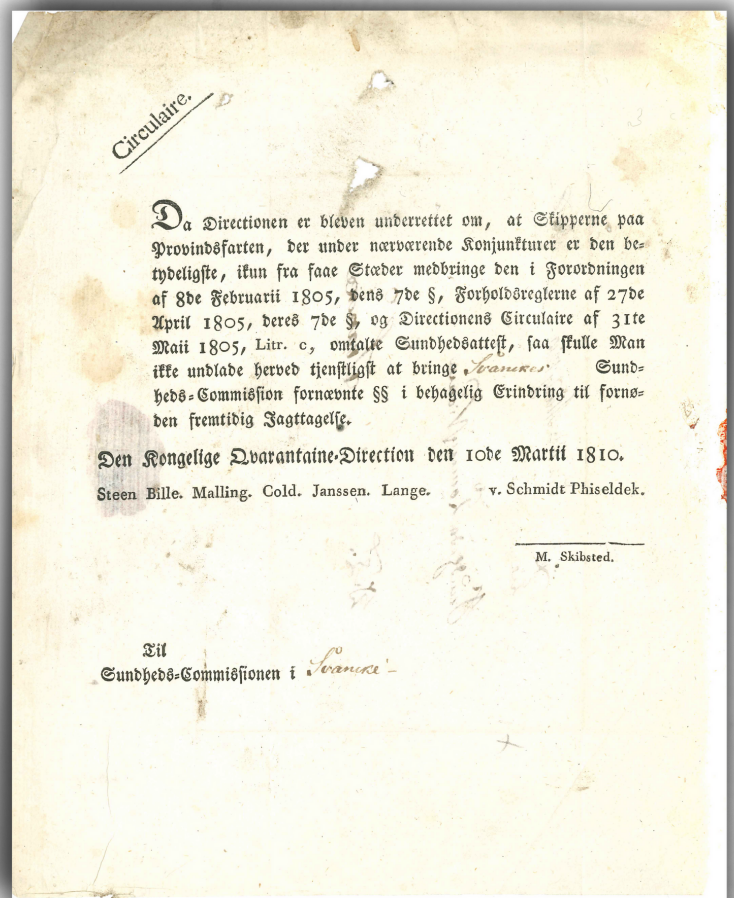 Circulaire.
Da Directionen er bleven underrettet om, at Skipperne paa
Provindsfarten, der under nærværende Konjunkturer er den be-
tydeligste, ikun fra faae Stæder medbringe den i Forordningen
af 8de Februarii 1805, dens 7de §, Forholdsreglerne af 27de
April 1805, deres 7de §, og Directionens Circulaire af 31te
Maii 1805, Litr. c, omtalte Sundhedsattest, saa skulle Man
ikke undlade herved tjenstligst at bringe Svanekes Sund-
heds-Commission fornævnte §§ i behagelig Erindring til fornø-
den fremtidig Jagttagelse.
Den Kongelige Qvarantaine-Direction den 10de Martii 1810.
Steen Bille. Malling. Cold. Janssen. Lange. v. Schmidt Phiseldek.
M. Skibsted.
Til
Sundheds-Commissionen i Svaneke